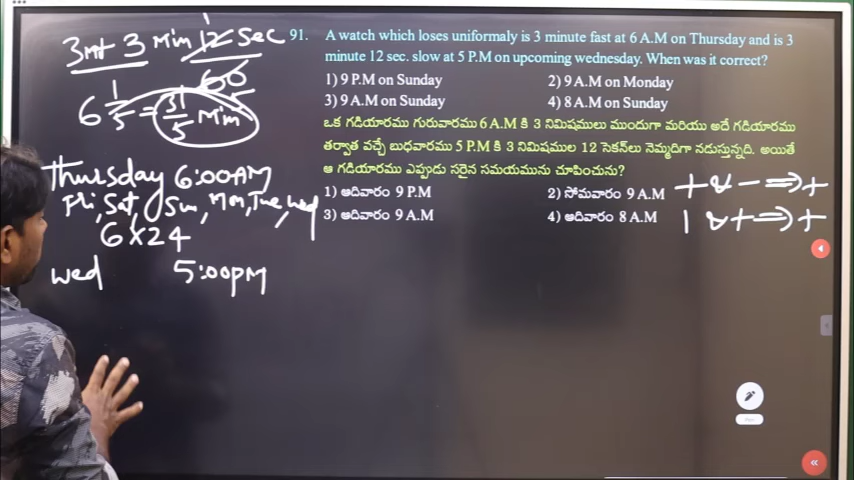 3 Mnt 3 Min 12 Sec
1
60 5
6 1/5 = 31/5 Min
Thursday 6:00AM
Fri, Sat, Sun, Mon, Tue, Wed
6 X 24
wed 5:00PM
91. A watch which loses uniformaly is 3 minute fast at 6 A.M on Thursday and is 3
minute 12 sec. slow at 5 P.M on upcoming wednesday. When was it correct?
1) 9 P.M on Sunday 2) 9 A.M on Monday
3) 9 A.M on Sunday 4) 8 A.M on Sunday
ఒక గడియారము గురువారము 6 A.M కి 3 నిమిషములు ముందుగా మరియు అదే గడియారము
తర్వాత వచ్చే బుధవారము 5 P.M కి 3 నిమిషముల 12 సెకన్‌లు నెమ్మదిగా నడుస్తున్నది. అయితే
ఆ గడియారము ఎప్పుడు సరైన సమయమును చూపించును?
1) ఆదివారం 9 P.M 2) సోమవారం 9 A.M
3) ఆదివారం 9 A.M 4) ఆదివారం 8 A.M
+ & - ⇒ +
| & + ⇒ +